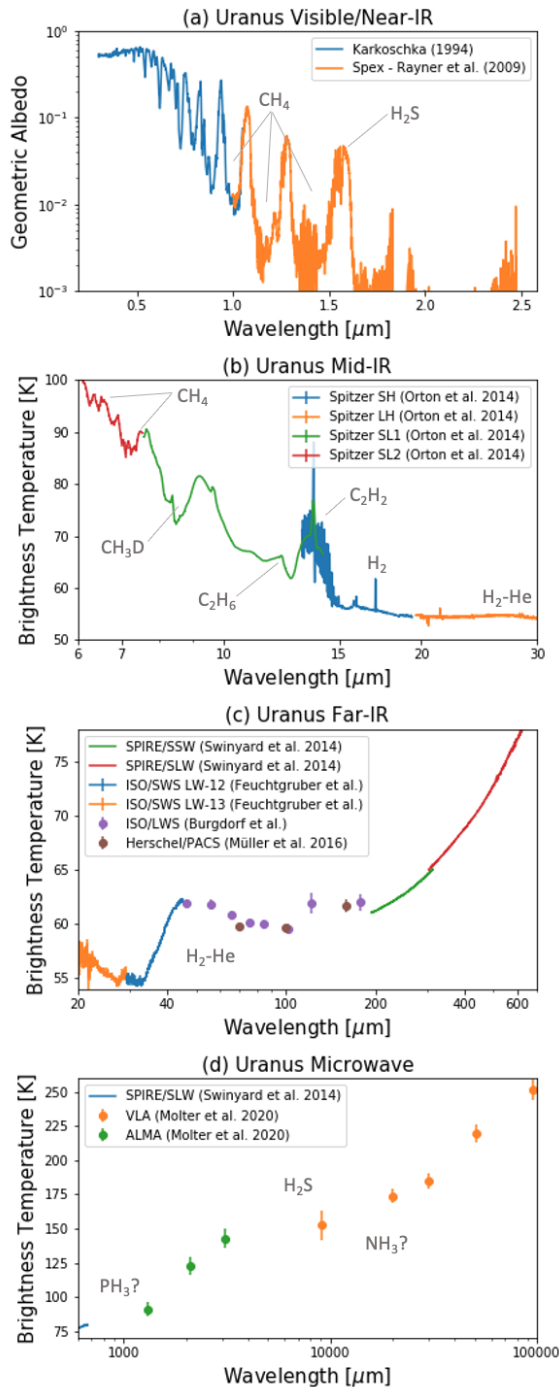 (a) Uranus Visible/Near-IR
Karkoschka (1994)
Spex - Rayner et al. (2009)
CH4
H2S
Geometric Albedo
10^0
10^-1
10^-2
10^-3
0.5 1.0 1.5 2.0 2.5
Wavelength [μm]
(b) Uranus Mid-IR
Spitzer SH (Orton et al. 2014)
Spitzer LH (Orton et al. 2014)
Spitzer SL1 (Orton et al. 2014)
Spitzer SL2 (Orton et al. 2014)
CH4
C2H2
CH3D
C2H6
H2
H2-He
Brightness Temperature [K]
100
90
80
70
60
50
6 7 10 15 20 30
Wavelength [μm]
(c) Uranus Far-IR
SPIRE/SSW (Swinyard et al. 2014)
SPIRE/SLW (Swinyard et al. 2014)
ISO/SWS LW-12 (Feuchtgruber et al.)
ISO/SWS LW-13 (Feuchtgruber et al.)
ISO/LWS (Burgdorf et al.)
Herschel/PACS (Müller et al. 2016)
H2-He
Brightness Temperature [K]
75
70
65
60
55
20 40 100 200 400 600
Wavelength [μm]
(d) Uranus Microwave
SPIRE/SLW (Swinyard et al. 2014)
VLA (Molter et al. 2020)
ALMA (Molter et al. 2020)
H2S
NH3?
PH3?
Brightness Temperature [K]
250
225
200
175
150
125
100
75
1000 10000 100000
Wavelength [μm]